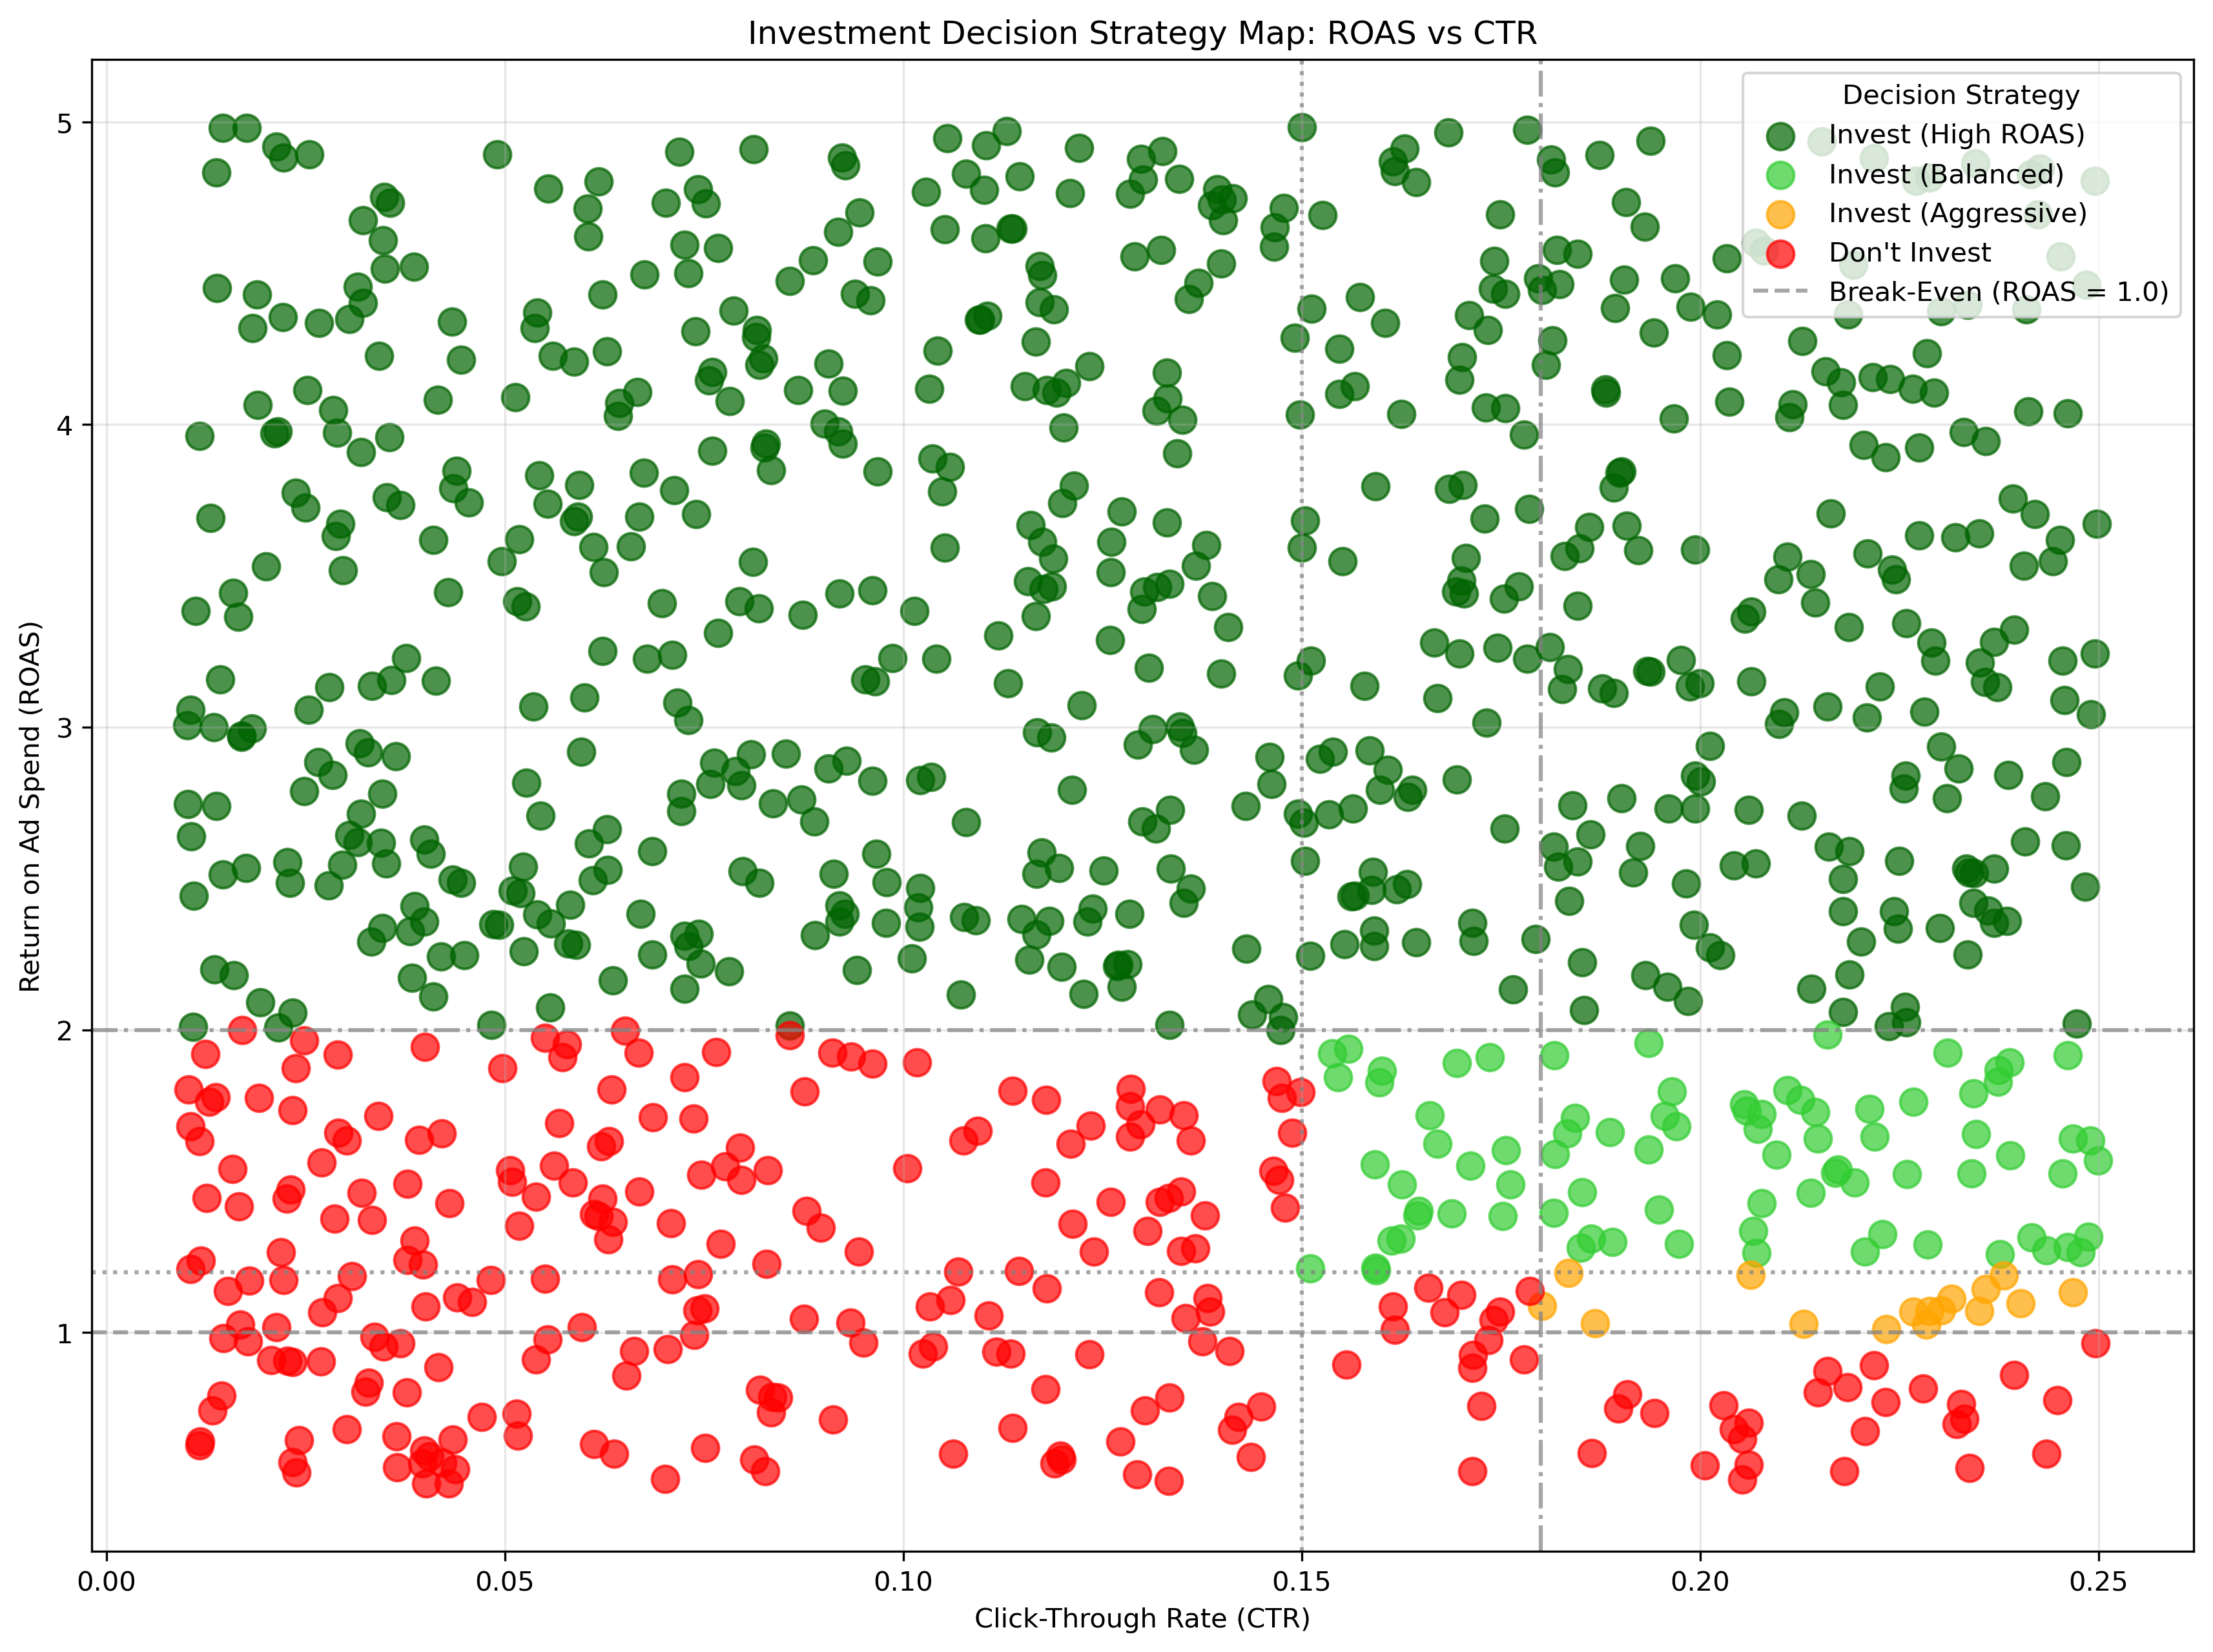 Investment Decision Strategy Map: ROAS vs CTR
Decision Strategy
Invest (High ROAS)
Invest (Balanced)
Invest (Aggressive)
Don't Invest
Break-Even (ROAS = 1.0)
Return on Ad Spend (ROAS)
5
4
3
2
1
0.00
0.05
0.10
0.15
0.20
0.25
Click-Through Rate (CTR)